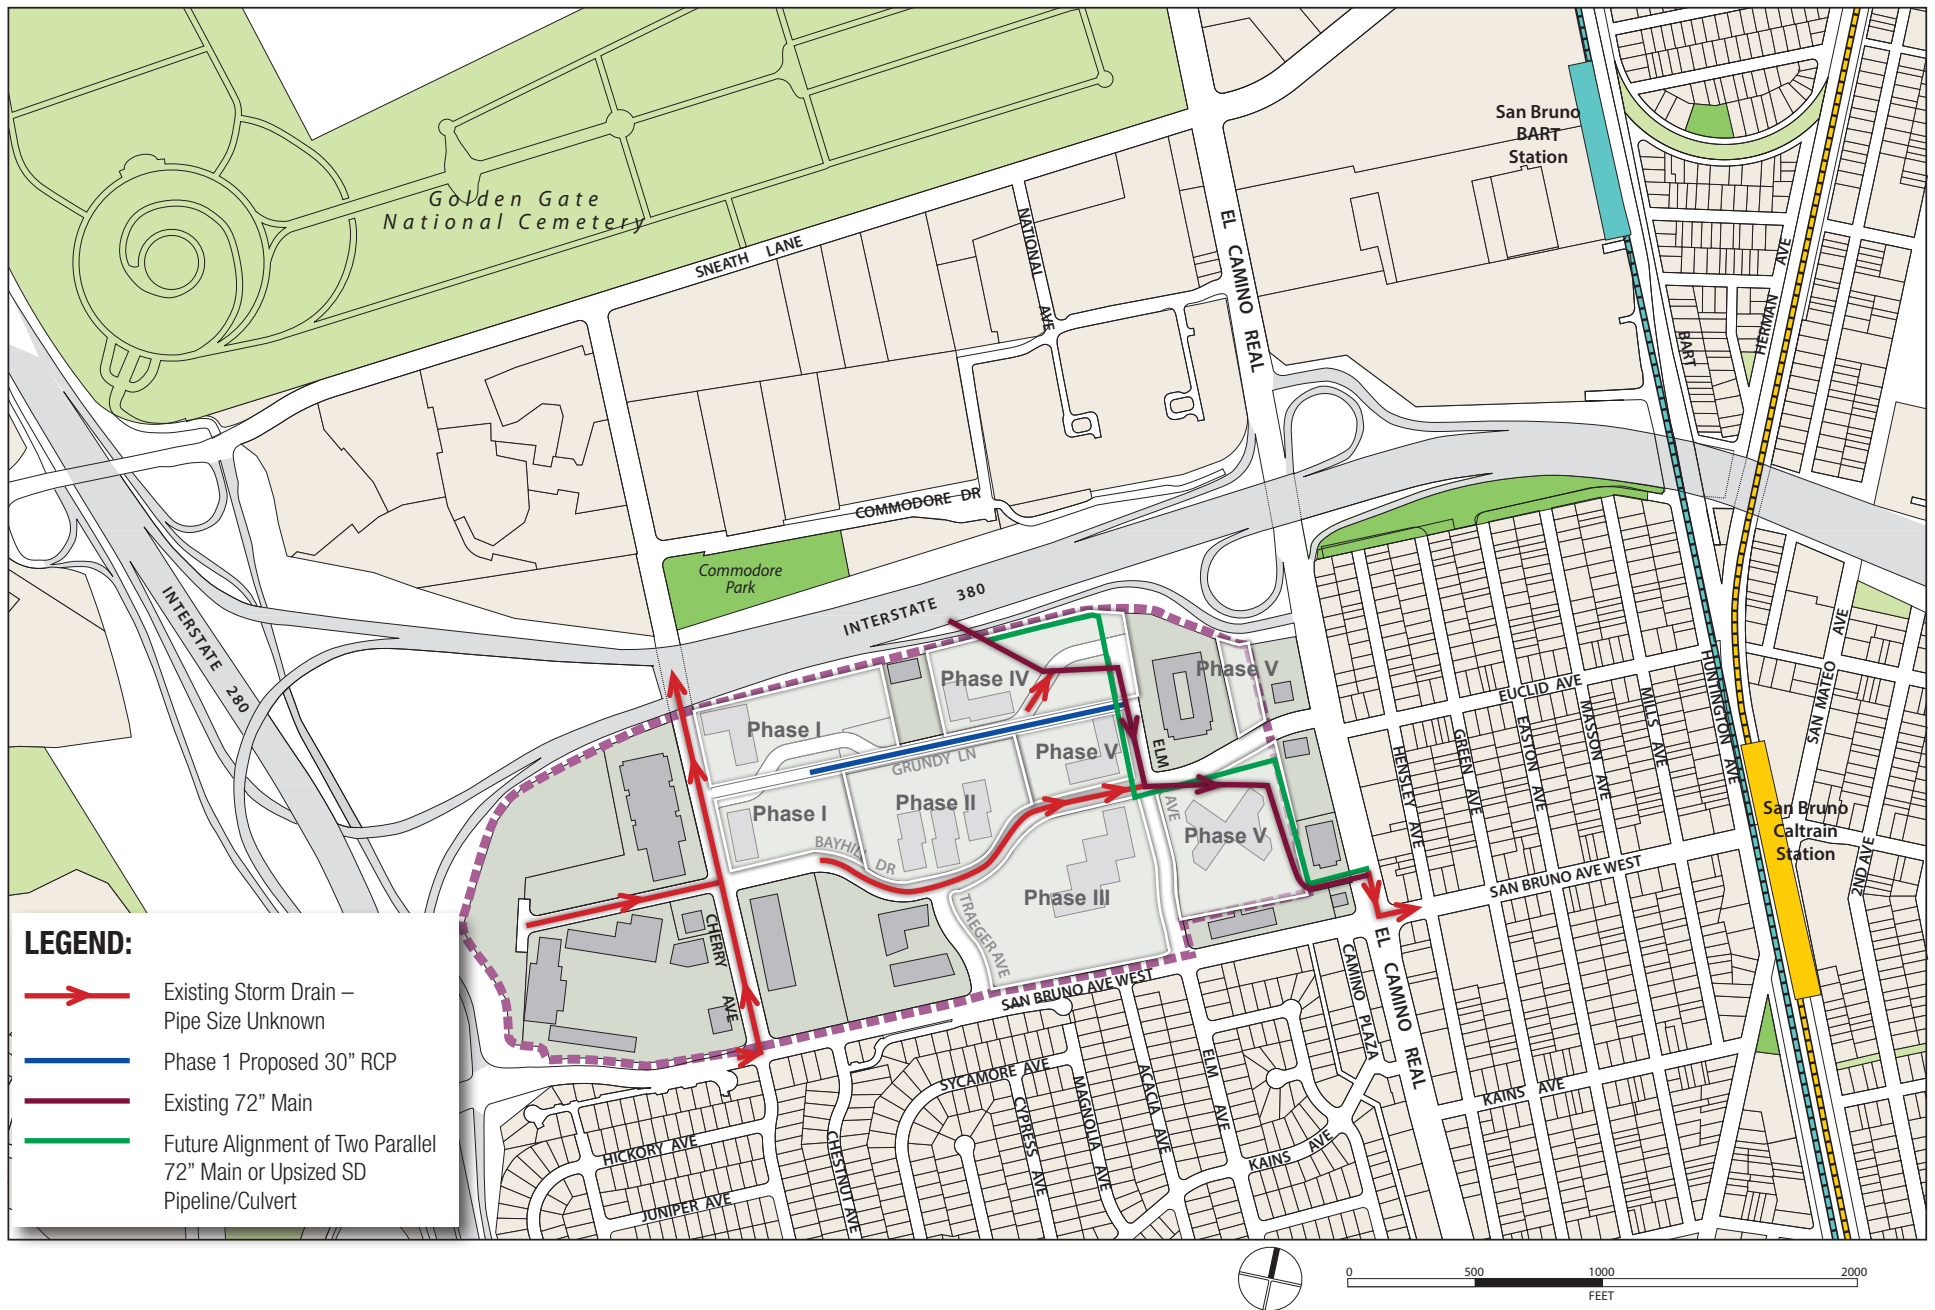 San Bruno
BART
Station
Golden Gate
National Cemetery
SNEATH LANE
NATIONAL AVE
EL CAMINO REAL
HERMAN AVE
BART
COMMODORE DR
Commodore
Park
INTERSTATE 380
INTERSTATE 280
Phase I
Phase IV
Phase V
GRUNDY LN
Phase V
ELM AVE
Phase I
Phase II
Phase V
BAYHILL DR
Phase III
TRAEGER AVE
CHERRY AVE
SAN BRUNO AVE WEST
EUCLID AVE
HENSLEY AVE
GREEN AVE
EASTON AVE
MASSON AVE
MILLS AVE
HUNTINGTON AVE
SAN MATEO AVE
San Bruno
Caltrain
Station
2ND AVE
SAN BRUNO AVE WEST
EL CAMINO REAL
CAMINO PLAZA
KAINS AVE
SYCAMORE AVE
CYPRESS AVE
MAGNOLIA AVE
ACACIA AVE
ELM AVE
KAINS AVE
HICKORY AVE
JUNIPER AVE
CHESTNUT AVE
LEGEND:
Existing Storm Drain –
Pipe Size Unknown
Phase 1 Proposed 30” RCP
Existing 72” Main
Future Alignment of Two Parallel
72” Main or Upsized SD
Pipeline/Culvert
0 500 1000 2000
FEET